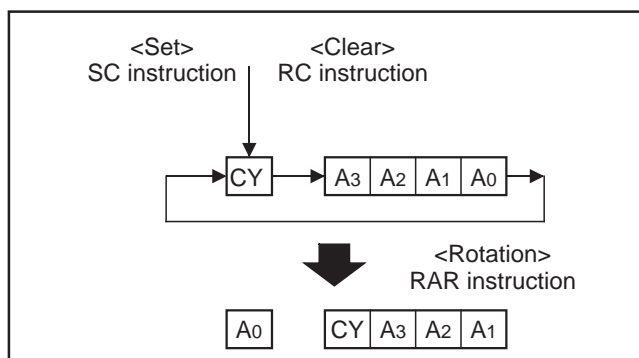 <Set> <Clear>
SC instruction RC instruction
CY A3 A2 A1 A0
<Rotation>
RAR instruction
A0 CY A3 A2 A1